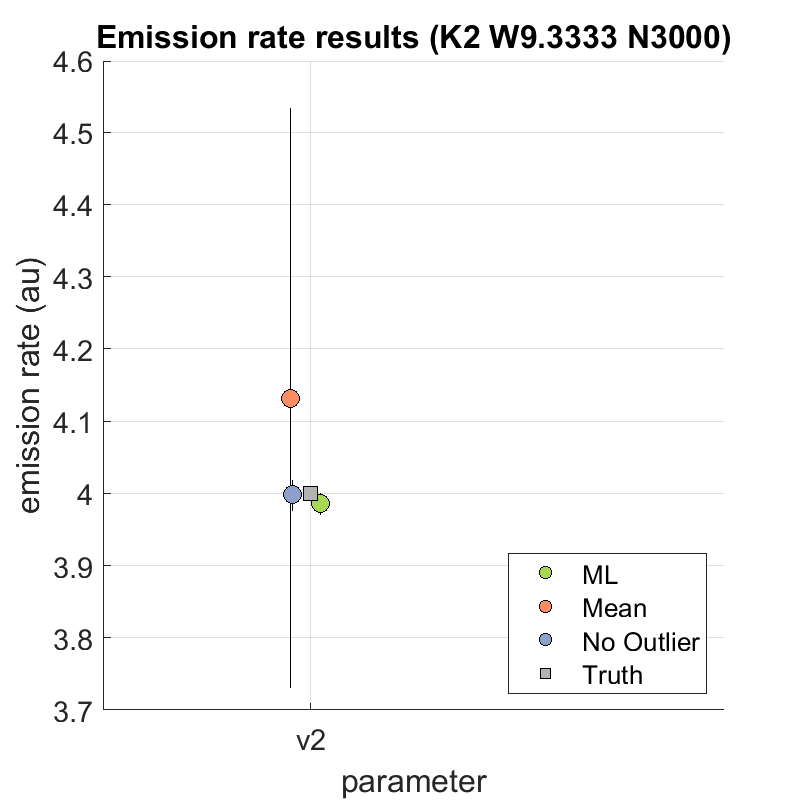 Emission rate results (K2 W9.3333 N3000)
4.6
4.5
4.4
4.3
4.2
4.1
4
3.9
3.8
3.7
emission rate (au)
ML
Mean
No Outlier
Truth
v2
parameter